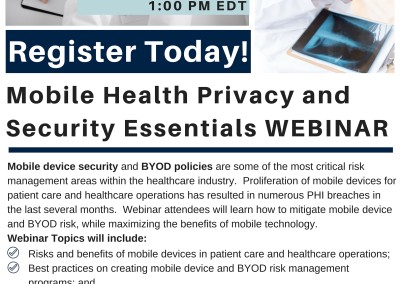 1:00 PM EDT
Register Today!
Mobile Health Privacy and
Security Essentials WEBINAR
Mobile device security and BYOD policies are some of the most critical risk
management areas within the healthcare industry. Proliferation of mobile devices for
patient care and healthcare operations has resulted in numerous PHI breaches in
the last several months. Webinar attendees will learn how to mitigate mobile device
and BYOD risk, while maximizing the benefits of mobile technology.
Webinar Topics will include:
Risks and benefits of mobile devices in patient care and healthcare operations;
Best practices on creating mobile device and BYOD risk management
programs; and